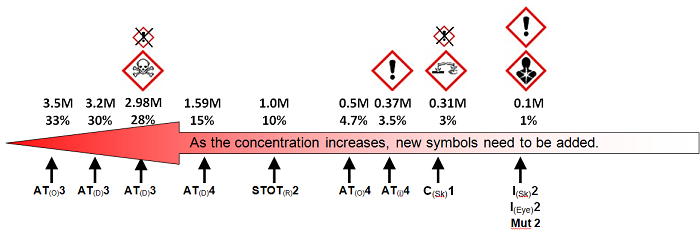 3.5M 3.2M 2.98M 1.59M 1.0M 0.5M 0.37M 0.31M 0.1M
33% 30% 28% 15% 10% 4.7% 3.5% 3% 1%
As the concentration increases, new symbols need to be added.
AT(O)3 AT(D)3 AT(D)3 AT(D)4 STOT(R)2 AT(O)4 AT(i)4 C(Sk)1 I(Sk)2
I(Eye)2
Mut 2